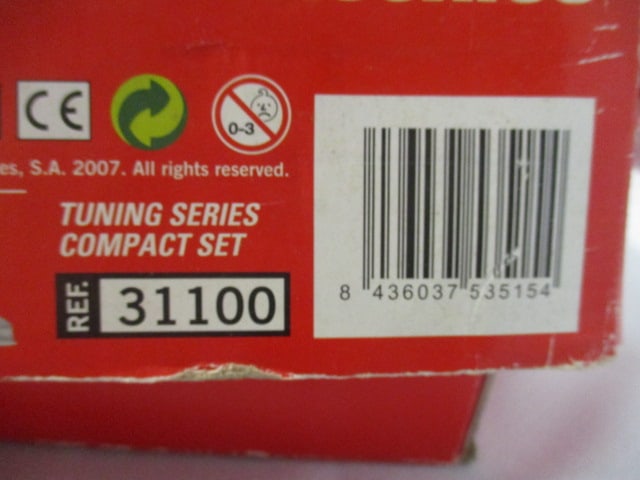 CE
0-3
es, S.A. 2007. All rights reserved.
TUNING SERIES
COMPACT SET
REF. 31100
8 436037 535154